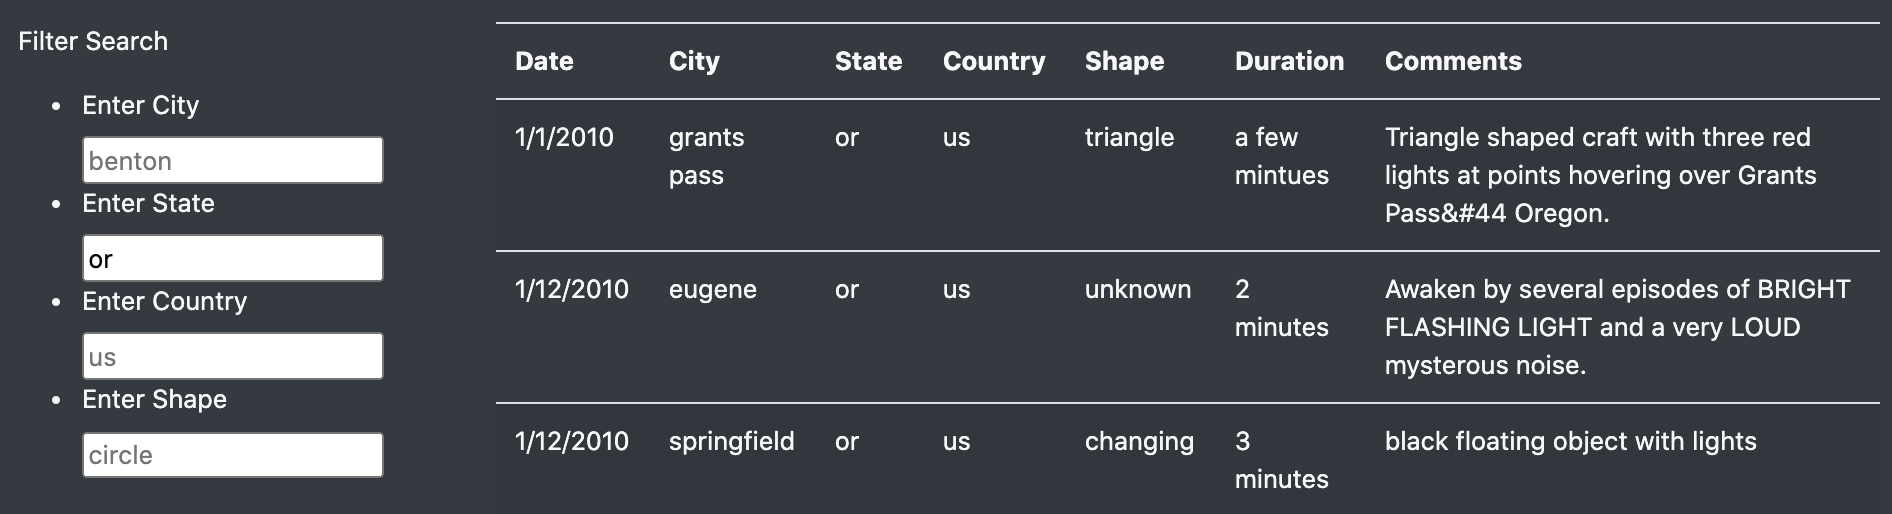 Filter Search
• Enter City
benton
• Enter State
or
• Enter Country
us
• Enter Shape
circle
Date City State Country Shape Duration Comments
1/1/2010 grants or us triangle a few Triangle shaped craft with three red
pass mintues lights at points hovering over Grants
Pass&#44 Oregon.
1/12/2010 eugene or us unknown 2 Awaken by several episodes of BRIGHT
minutes FLASHING LIGHT and a very LOUD
mysterous noise.
1/12/2010 springfield or us changing 3 black floating object with lights
minutes